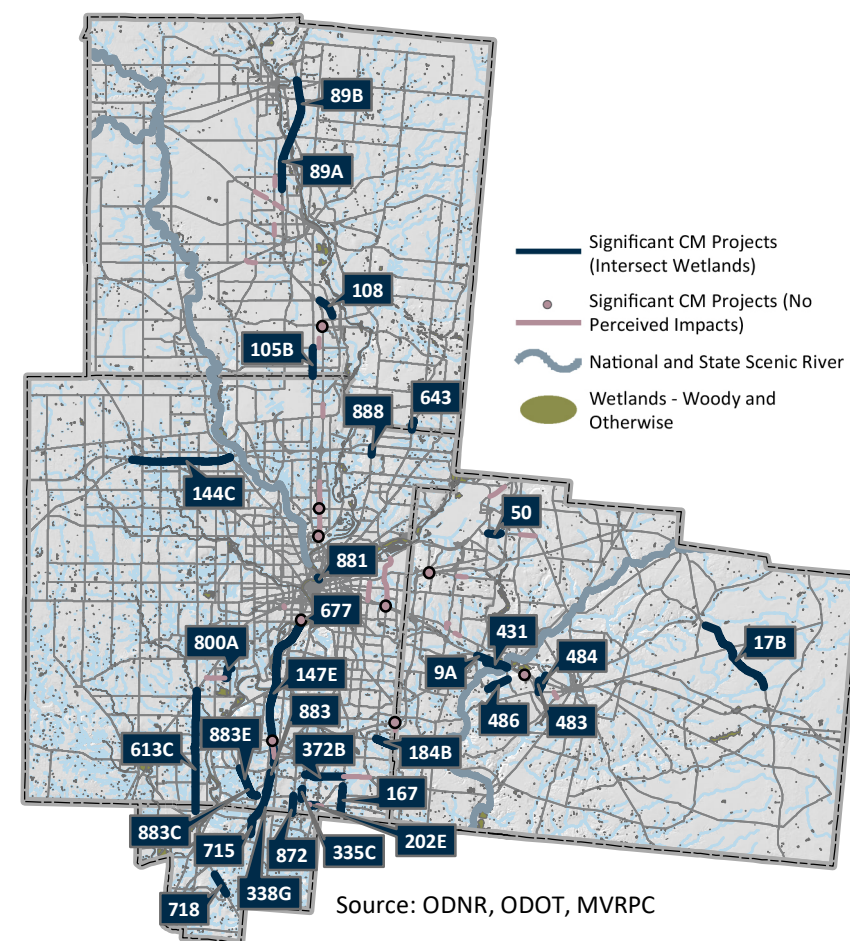 89B
89A
Significant CM Projects
(Intersect Wetlands)
108
Significant CM Projects (No
Perceived Impacts)
105B
National and State Scenic River
643
Wetlands - Woody and
Otherwise
888
144C
50
881
677
800A
431
484
17B
9A
147E
883
486
483
883E
372B
613C
184B
167
883C
202E
715
872
335C
338G
718
Source: ODNR, ODOT, MVRPC